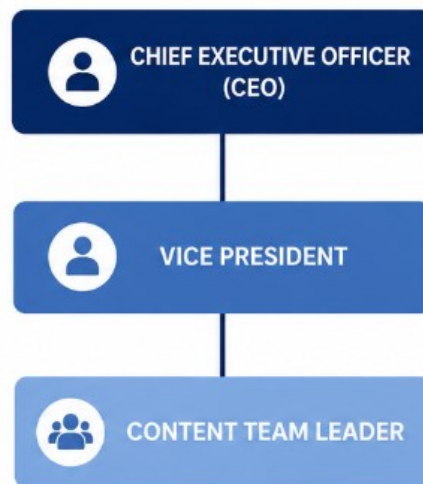 CHIEF EXECUTIVE OFFICER
(CEO)
VICE PRESIDENT
CONTENT TEAM LEADER